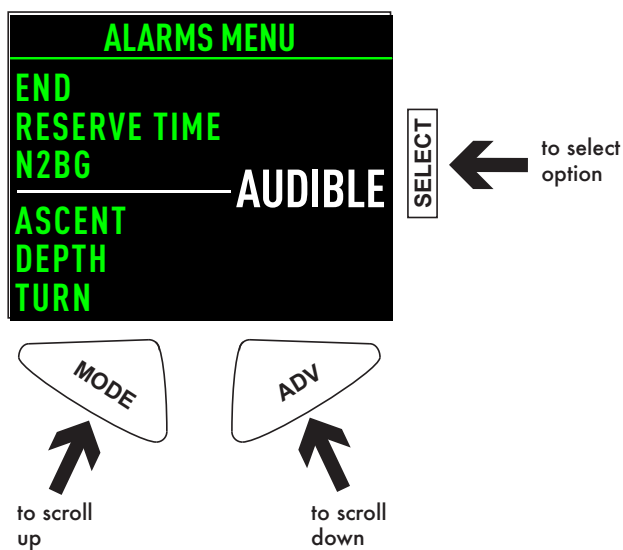 ALARMS MENU
END
RESERVE TIME
N2BG
AUDIBLE
ASCENT
DEPTH
TURN
SELECT
to select
option
MODE
ADV
to scroll
up
to scroll
down